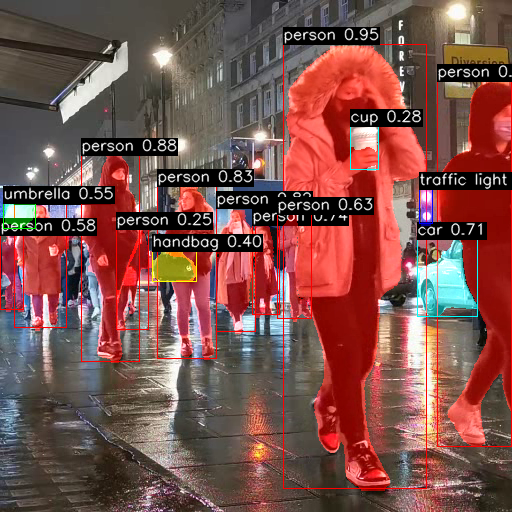 person 0.95
FOREV
Diversion
person 0.
cup 0.28
person 0.88
person 0.83
traffic light
umbrella 0.55
person 0.63
person 0.25
person 0.74
person 0.58
car 0.71
handbag 0.40